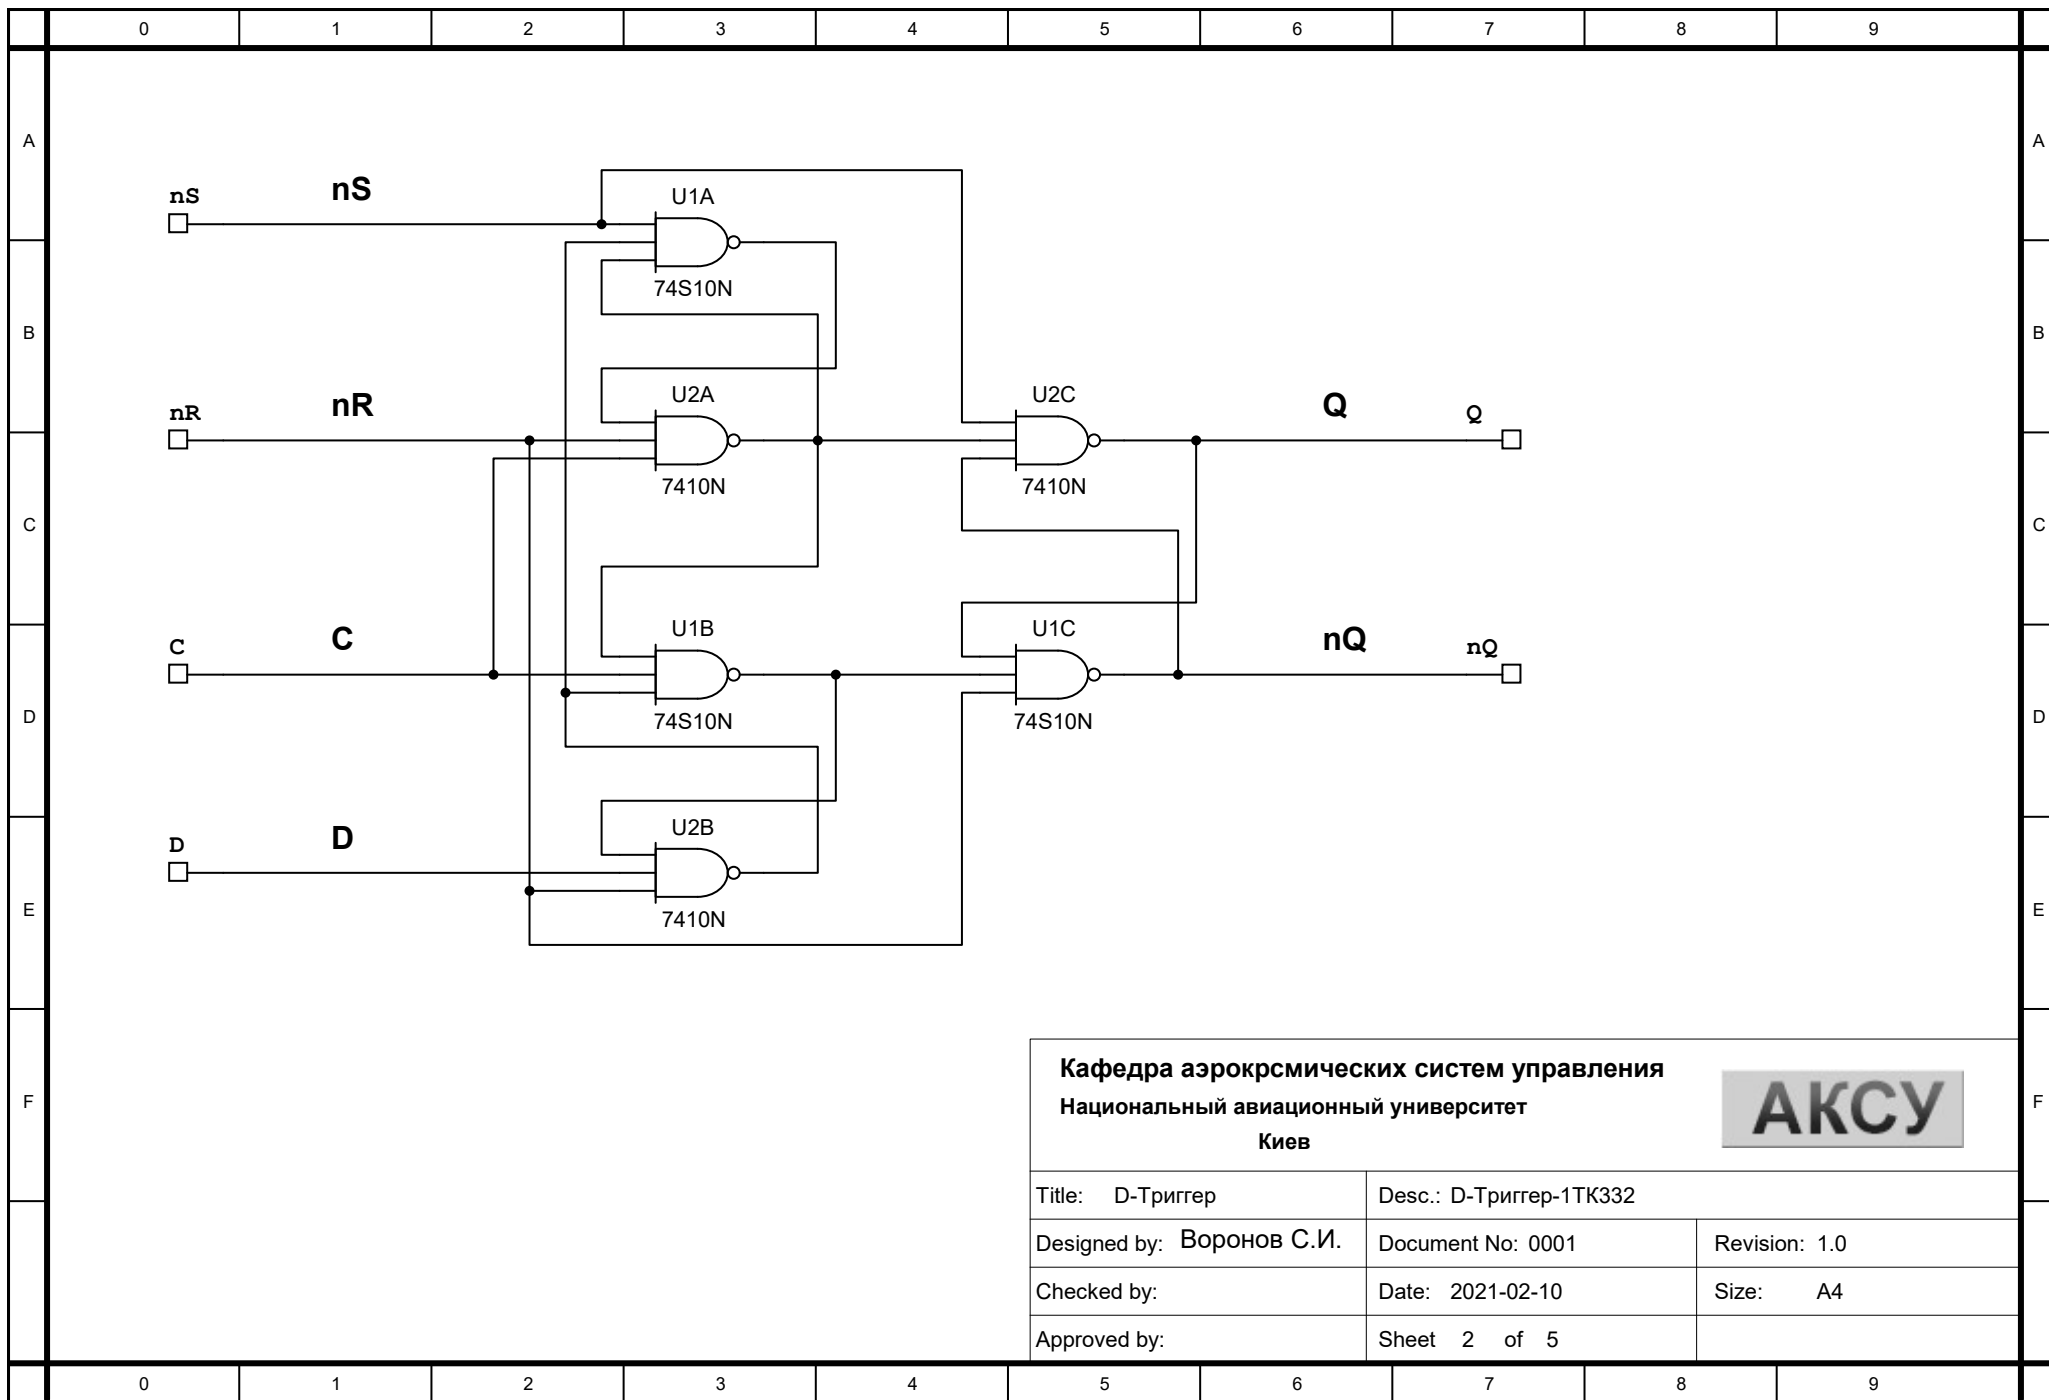 0 1 2 3 4 5 6 7 8 9
A A
nS nS U1A
74S10N
B B
nR nR U2A U2C Q Q
7410N 7410N
C C
C C U1B U1C nQ nQ
74S10N 74S10N
D D
D D U2B
7410N
E E
Кафедра аэрокрсмических систем управления
Национальный авиационный университет
Киев
АКСУ
F F
Title: D-Триггер Desc.: D-Триггер-1ТК332
Designed by: Воронов С.И. Document No: 0001 Revision: 1.0
Checked by: Date: 2021-02-10 Size: A4
Approved by: Sheet 2 of 5
0 1 2 3 4 5 6 7 8 9